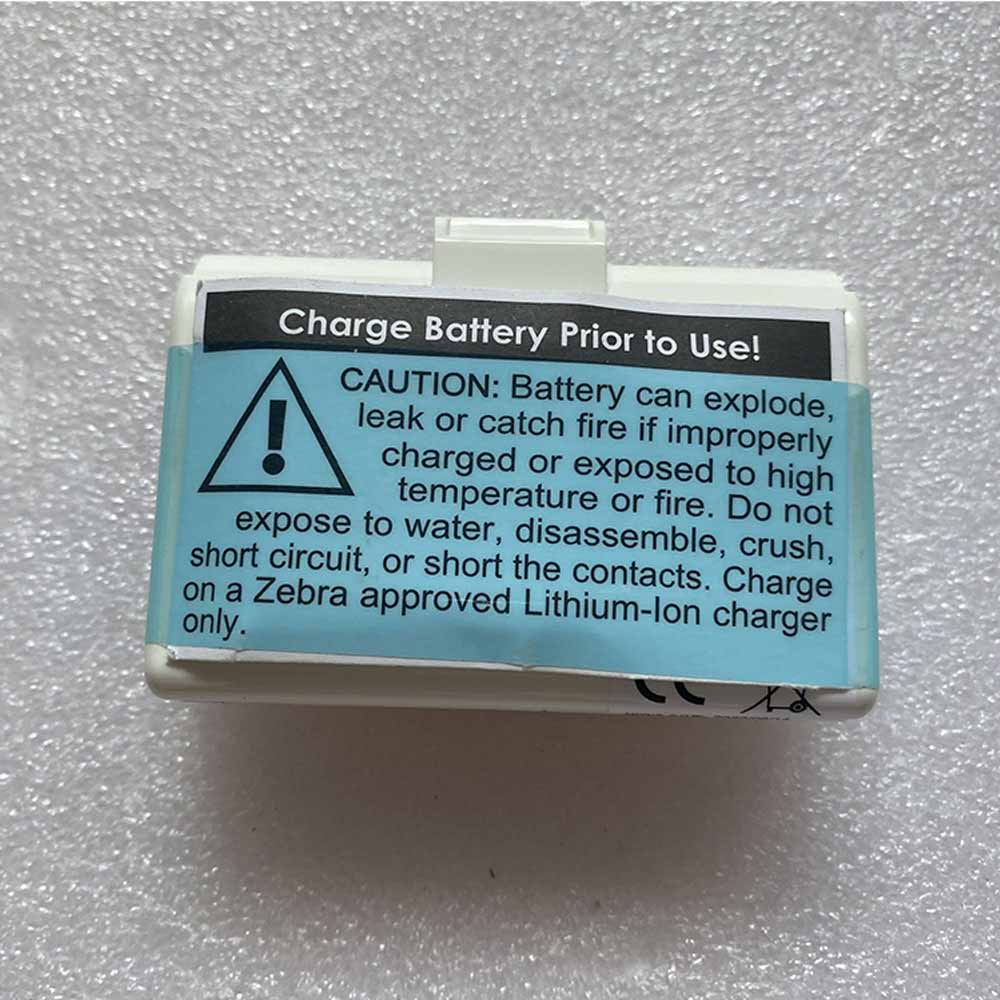 Charge Battery Prior to Use!
CAUTION: Battery can explode,
leak or catch fire if improperly
charged or exposed to high
temperature or fire. Do not
expose to water, disassemble, crush,
short circuit, or short the contacts. Charge
on a Zebra approved Lithium-Ion charger
only.